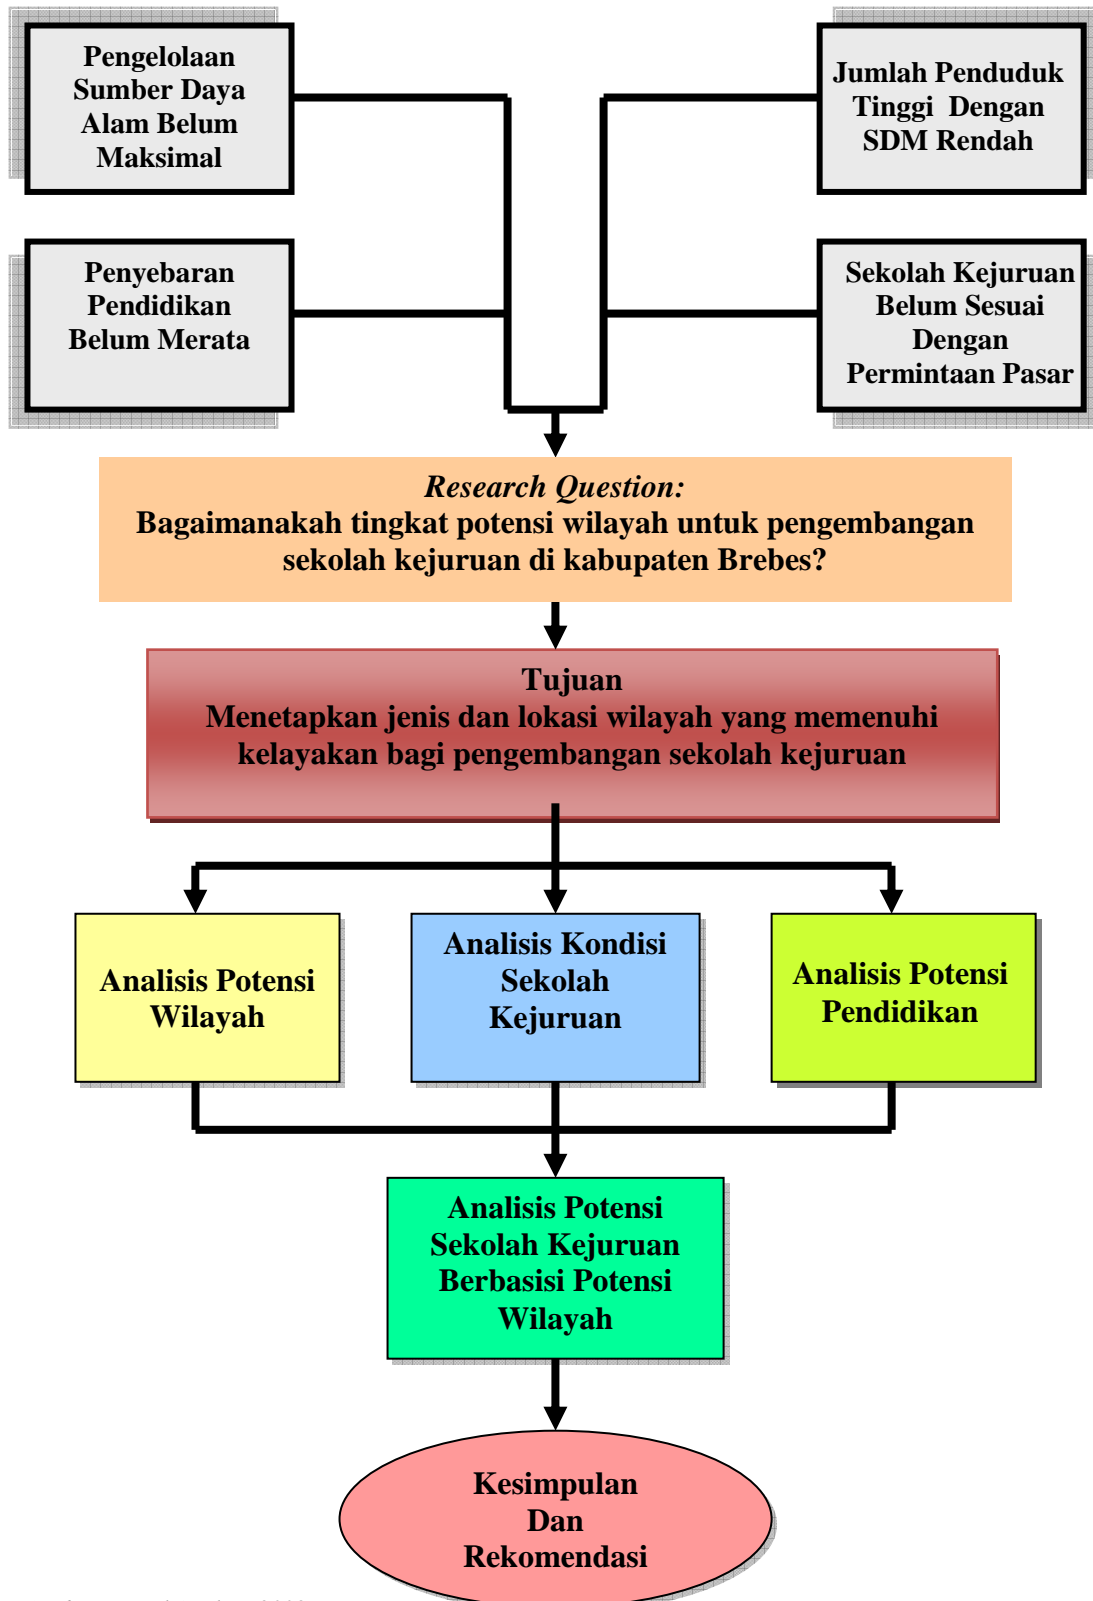 Pengelolaan
Sumber Daya
Alam Belum
Maksimal
Jumlah Penduduk
Tinggi Dengan
SDM Rendah
Penyebaran
Pendidikan
Belum Merata
Sekolah Kejuruan
Belum Sesuai
Dengan
Permintaan Pasar
Research Question:
Bagaimanakah tingkat potensi wilayah untuk pengembangan
sekolah kejuruan di kabupaten Brebes?
Tujuan
Menetapkan jenis dan lokasi wilayah yang memenuhi
kelayakan bagi pengembangan sekolah kejuruan
Analisis Potensi
Wilayah
Analisis Kondisi
Sekolah
Kejuruan
Analisis Potensi
Pendidikan
Analisis Potensi
Sekolah Kejuruan
Berbasisi Potensi
Wilayah
Kesimpulan
Dan
Rekomendasi